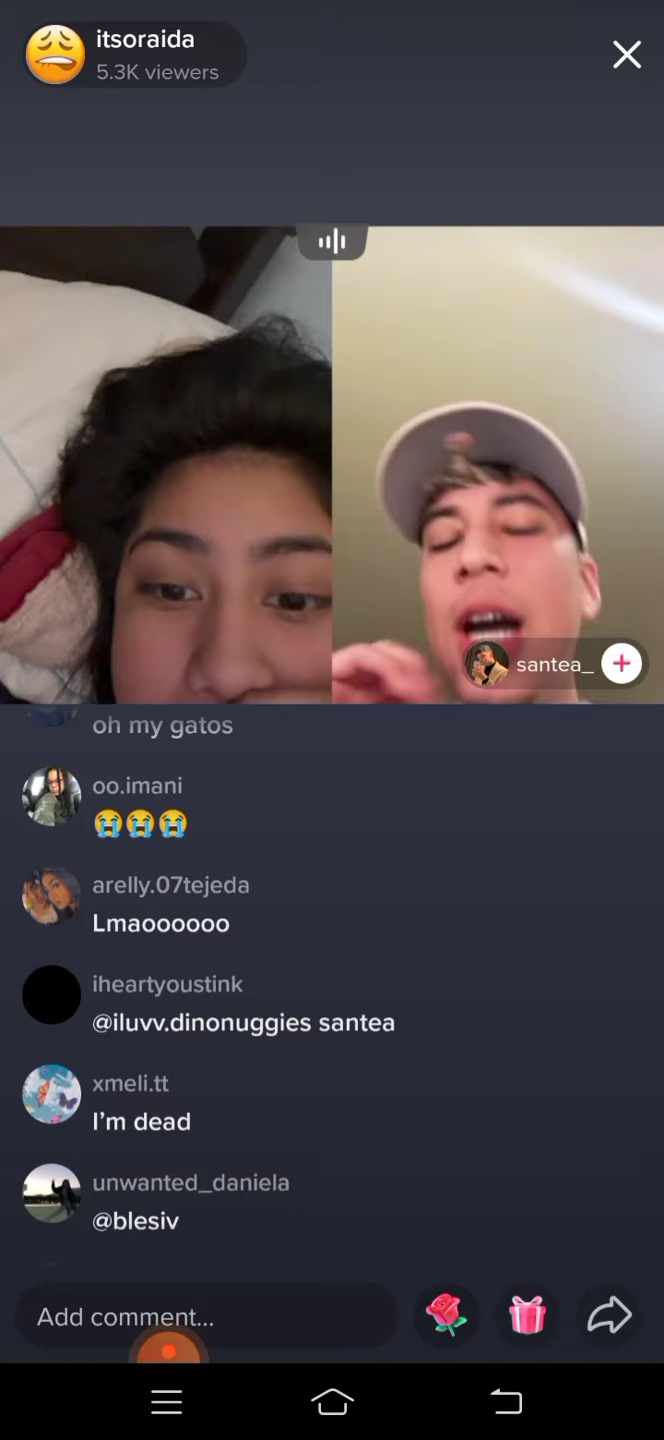 itsoraida
5.3K viewers
santea_
oh my gatos
oo.imani
😭😭😭
arelly.07tejeda
Lmaoooooo
iheartyoustink
@iluvv.dinonuggies santea
xmeli.tt
I'm dead
unwanted_daniela
@blesiv
Add comment...